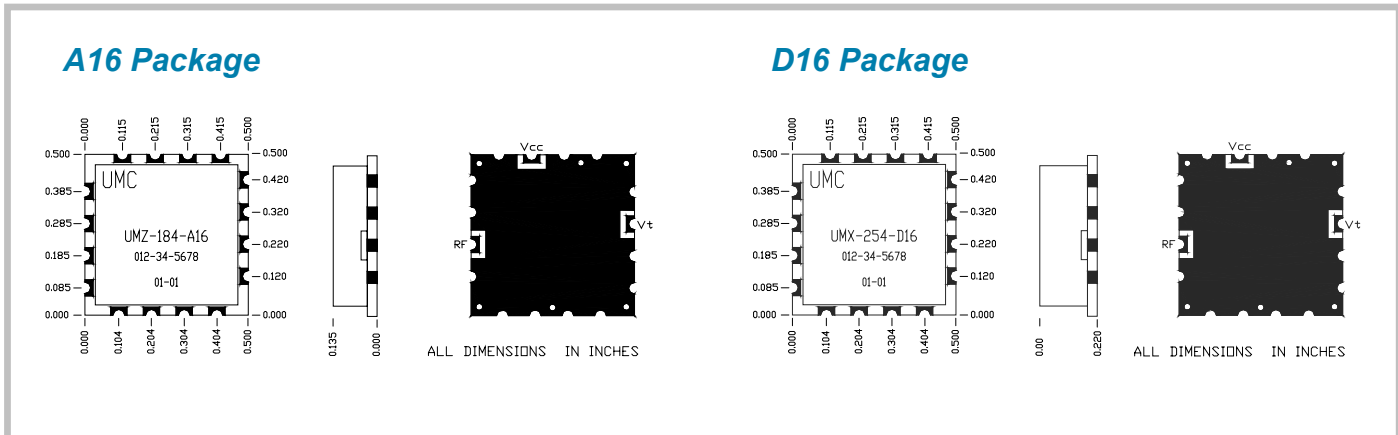 A16 Package
0.000 0.115 0.215 0.315 0.415 0.500
0.500
0.385
0.285
0.185
0.085
0.000
UMC
UMZ-184-A16
012-34-5678
01-01
0.500
0.420
0.320
0.220
0.120
0.000
0.000 0.104 0.204 0.304 0.404 0.500
0.135 0.000
Vcc
Vt
RF
ALL DIMENSIONS IN INCHES
D16 Package
0.000 0.115 0.215 0.315 0.415 0.500
0.500
0.385
0.285
0.185
0.085
0.000
UMC
UMX-254-D16
012-34-5678
01-01
0.500
0.420
0.320
0.220
0.120
0.000
0.000 0.104 0.204 0.304 0.404 0.500
0.00 0.220
Vcc
Vt
RF
ALL DIMENSIONS IN INCHES